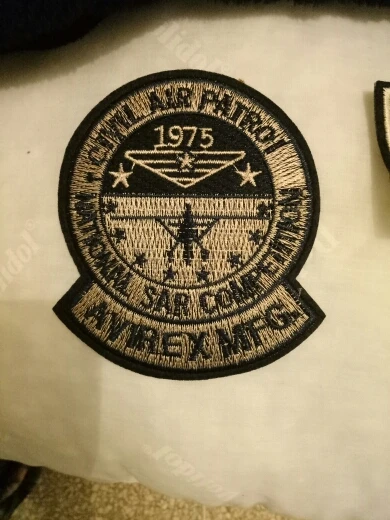 CIVIL AIR PATROL
1975
NATIONAL SAR COMPETITION
AVIREX MFG.